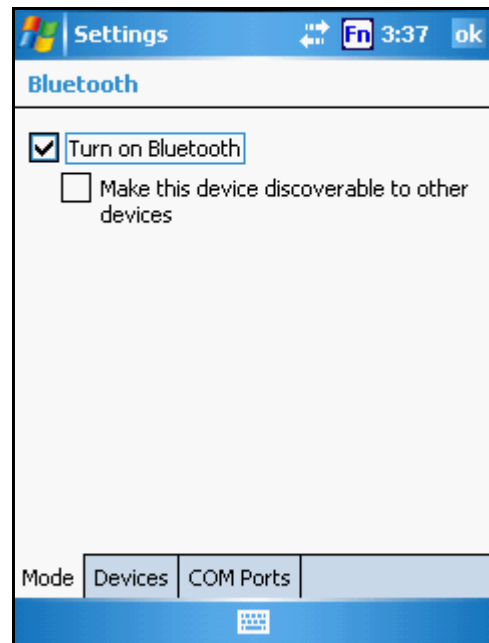 Settings Fn 3:37 ok
Bluetooth
Turn on Bluetooth
Make this device discoverable to other
devices
Mode Devices COM Ports